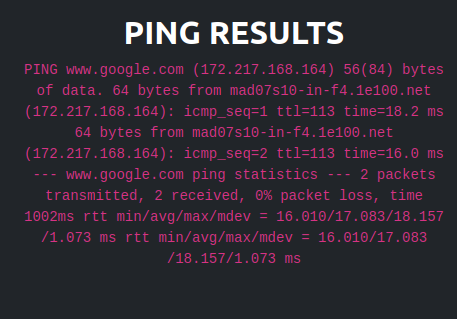 PING RESULTS
PING www.google.com (172.217.168.164) 56(84) bytes
of data. 64 bytes from mad07s10-in-f4.1e100.net
(172.217.168.164): icmp_seq=1 ttl=113 time=18.2 ms
64 bytes from mad07s10-in-f4.1e100.net
(172.217.168.164): icmp_seq=2 ttl=113 time=16.0 ms
--- www.google.com ping statistics --- 2 packets
transmitted, 2 received, 0% packet loss, time
1002ms rtt min/avg/max/mdev = 16.010/17.083/18.157
/1.073 ms rtt min/avg/max/mdev = 16.010/17.083
/18.157/1.073 ms